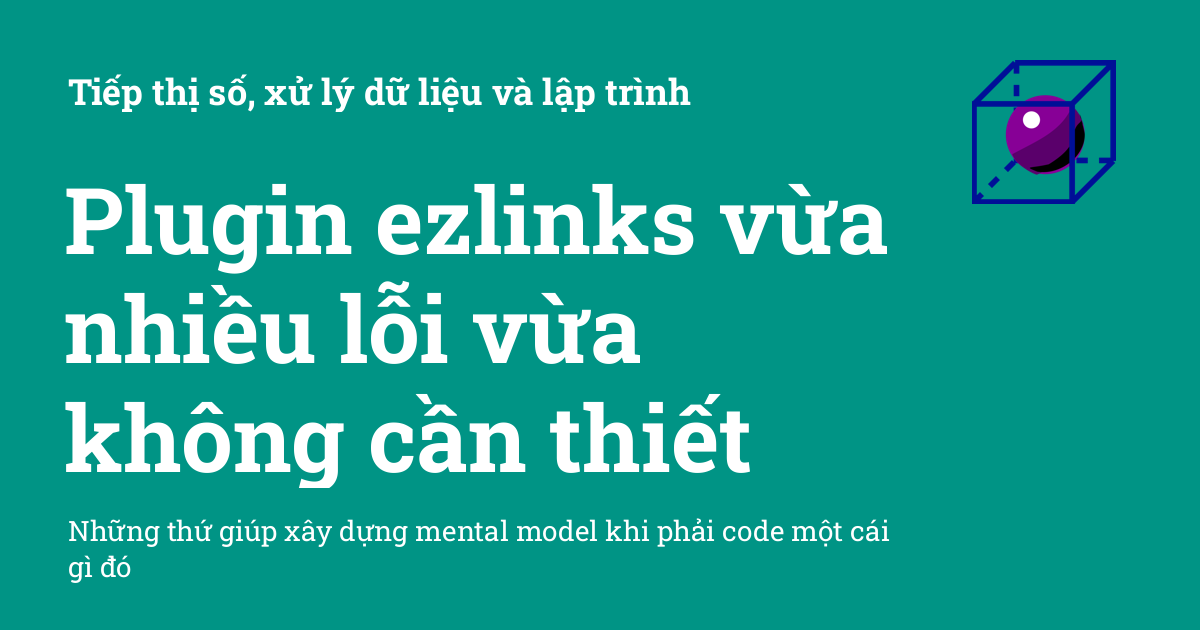 Tiếp thị số, xử lý dữ liệu và lập trình
Plugin ezlinks vừa
nhiều lỗi vừa
không cần thiết
Những thứ giúp xây dựng mental model khi phải code một cái
gì đó